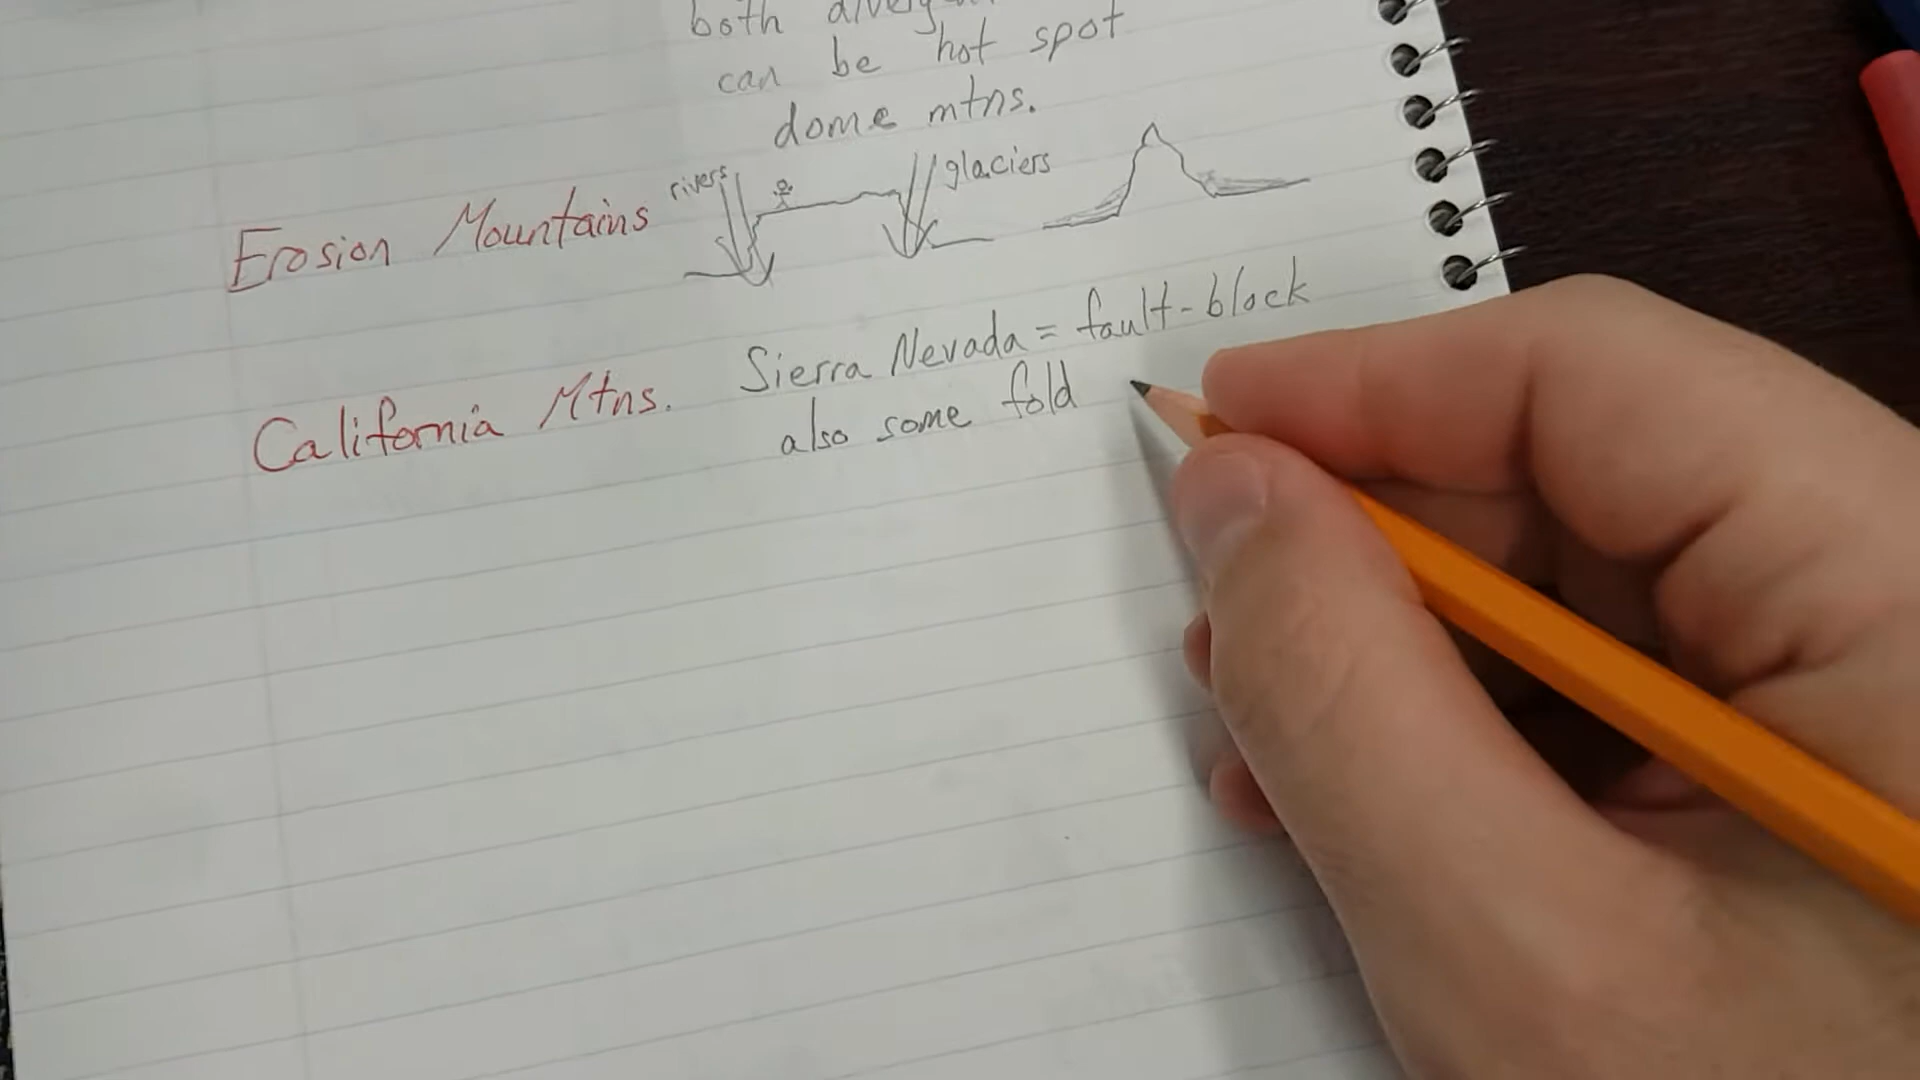 both
can be hot spot
dome mtns.
rivers
glaciers
Erosion Mountains
Sierra Nevada = fault-block
California Mtns.
also some fold